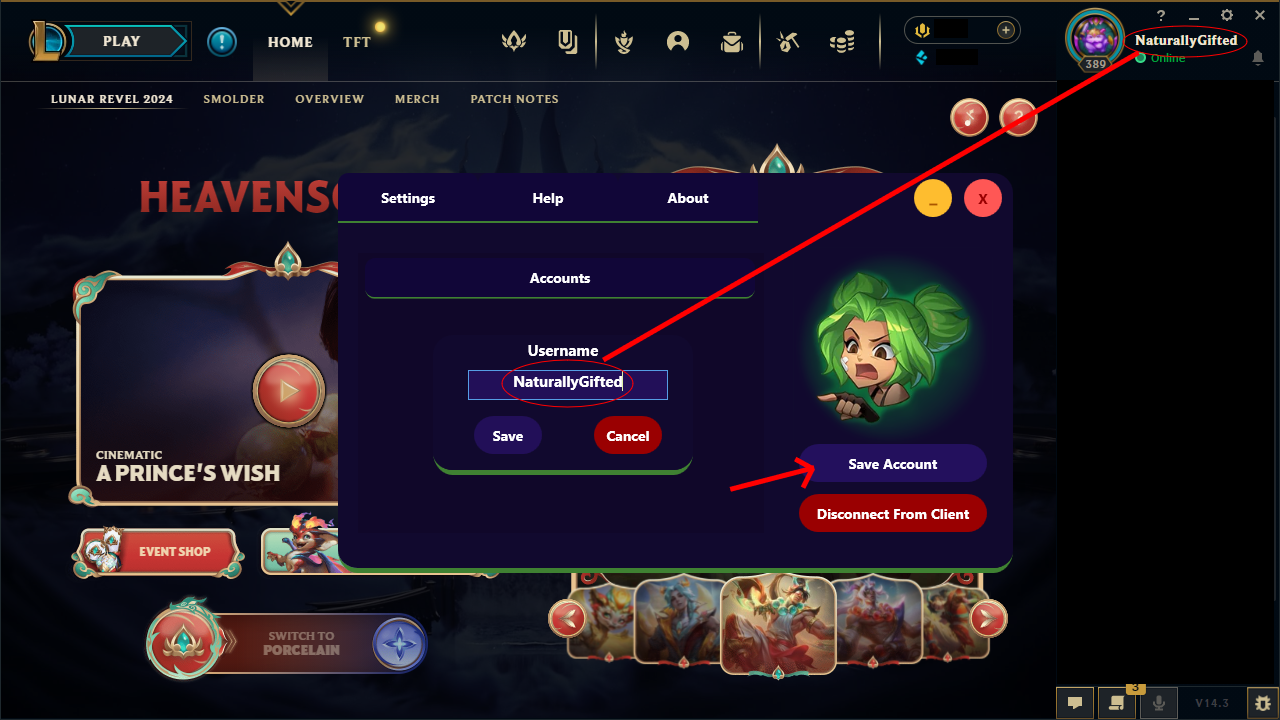 PLAY
HOME
TFT
?
NaturallyGifted
389
Online
LUNAR REVEL 2024
SMOLDER
OVERVIEW
MERCH
PATCH NOTES
?
Settings
Help
About
_
X
Accounts
Username
NaturallyGifted
Save
Cancel
CINEMATIC
A PRINCE'S WISH
Save Account
Disconnect From Client
EVENT SHOP
SWITCH TO
PORCELAIN
3
V14.3